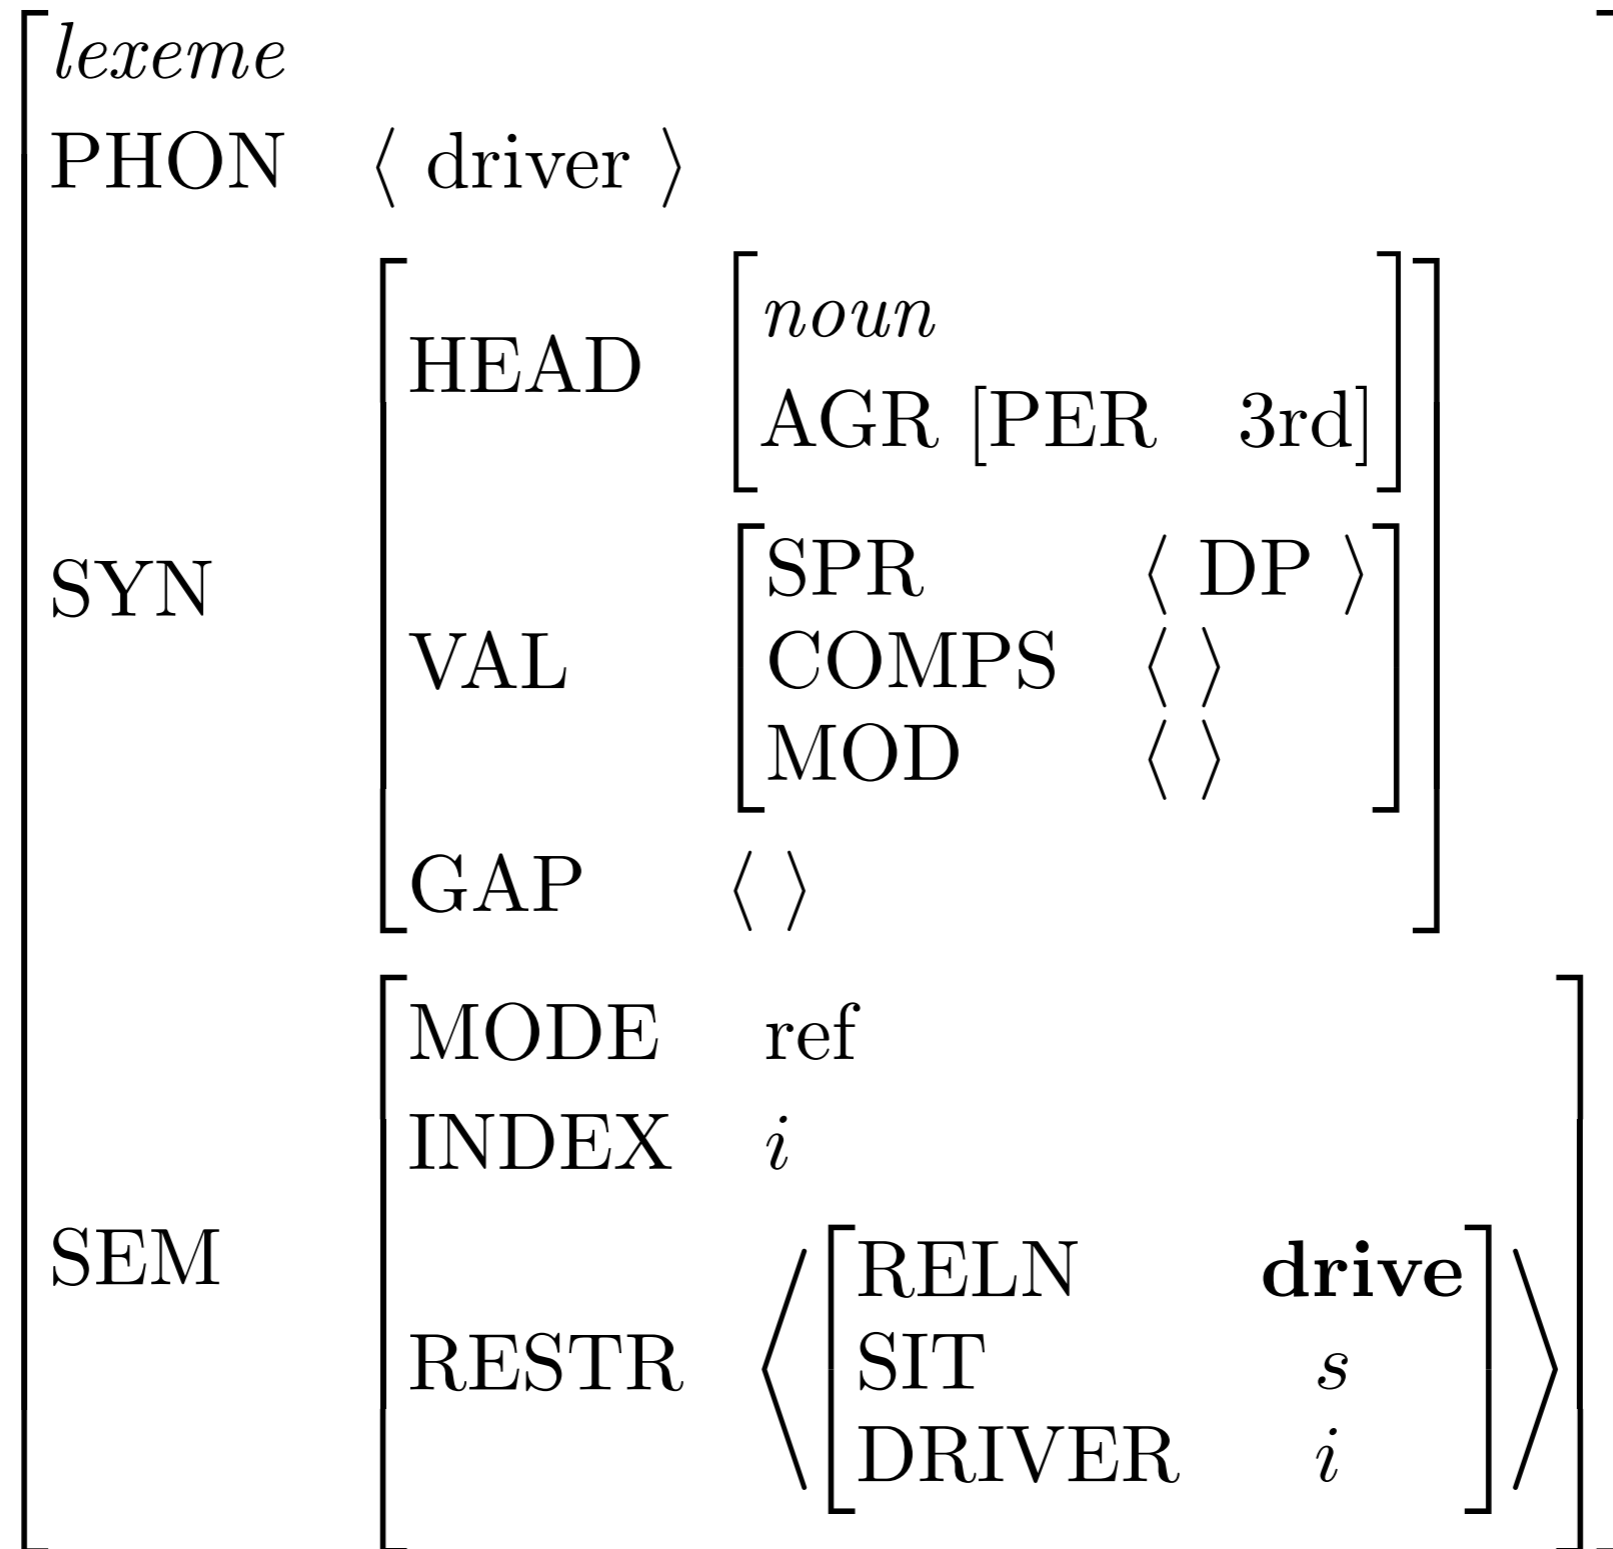 lexeme
PHON ⟨ driver ⟩
SYN
HEAD
noun
AGR [PER 3rd]
VAL
SPR ⟨ DP ⟩
COMPS ⟨ ⟩
MOD ⟨ ⟩
GAP ⟨ ⟩
SEM
MODE ref
INDEX i
RESTR
RELN drive
SIT s
DRIVER i